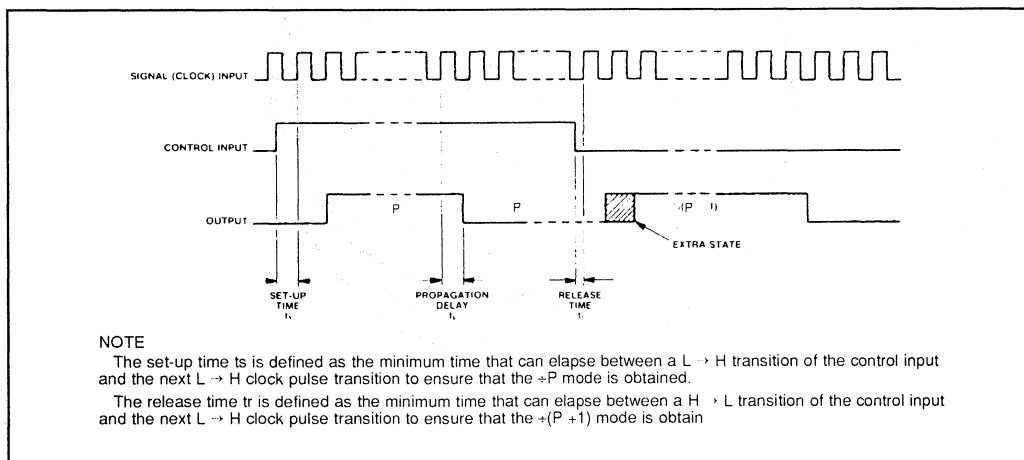 SIGNAL (CLOCK) INPUT
CONTROL INPUT
OUTPUT
P
P
(P
EXTRA STATE
SET-UP
TIME
PROPAGATION
DELAY
RELEASE
TIME
NOTE
The set-up time ts is defined as the minimum time that can elapse between a L → H transition of the control input
and the next L → H clock pulse transition to ensure that the ÷P mode is obtained.
The release time tr is defined as the minimum time that can elapse between a H → L transition of the control input
and the next L → H clock pulse transition to ensure that the ÷(P +1) mode is obtain